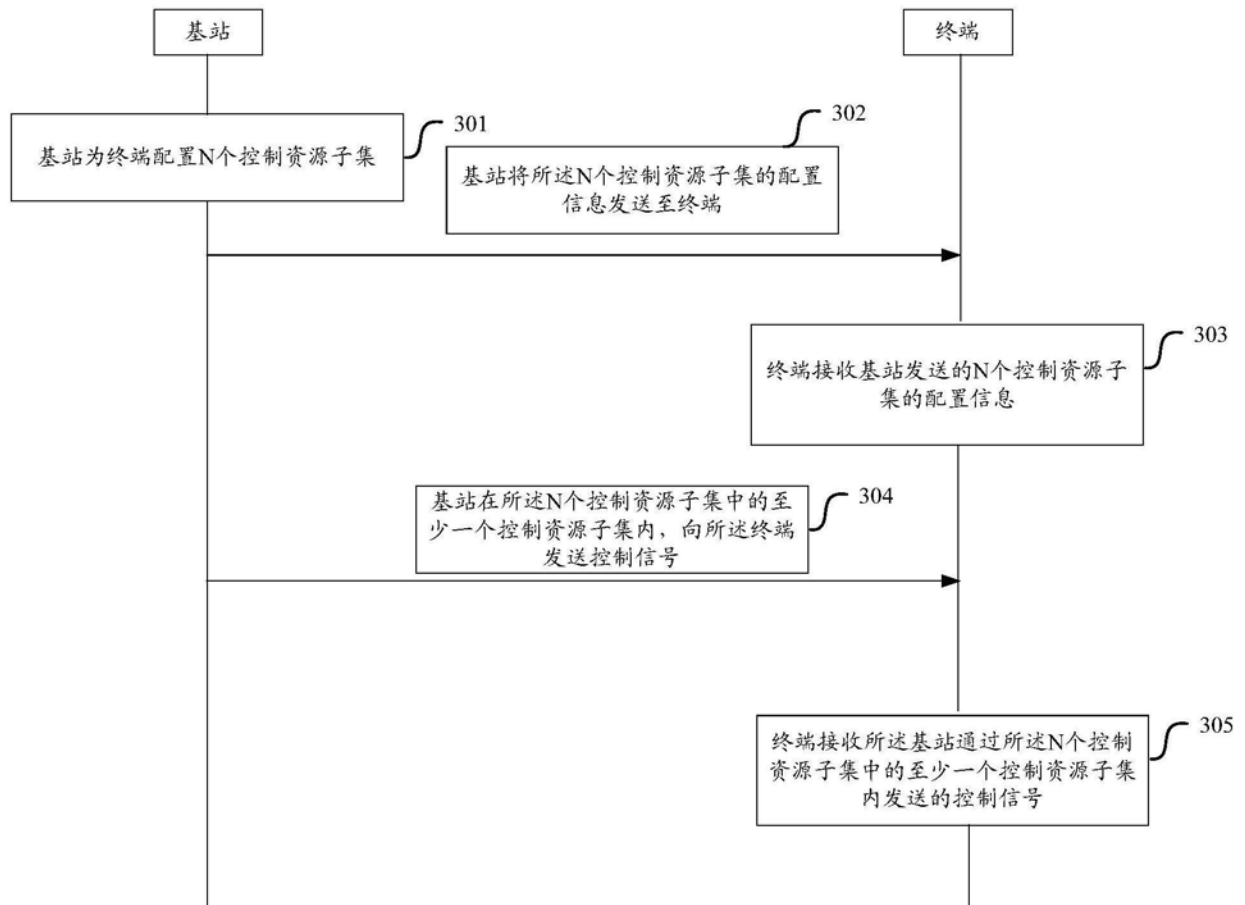 基站
终端
301
基站为终端配置N个控制资源子集
302
基站将所述N个控制资源子集的配置
信息发送至终端
303
终端接收基站发送的N个控制资源子
集的配置信息
304
基站在所述N个控制资源子集中的至
少一个控制资源子集内，向所述终端
发送控制信号
305
终端接收所述基站通过所述N个控制
资源子集中的至少一个控制资源子集
内发送的控制信号